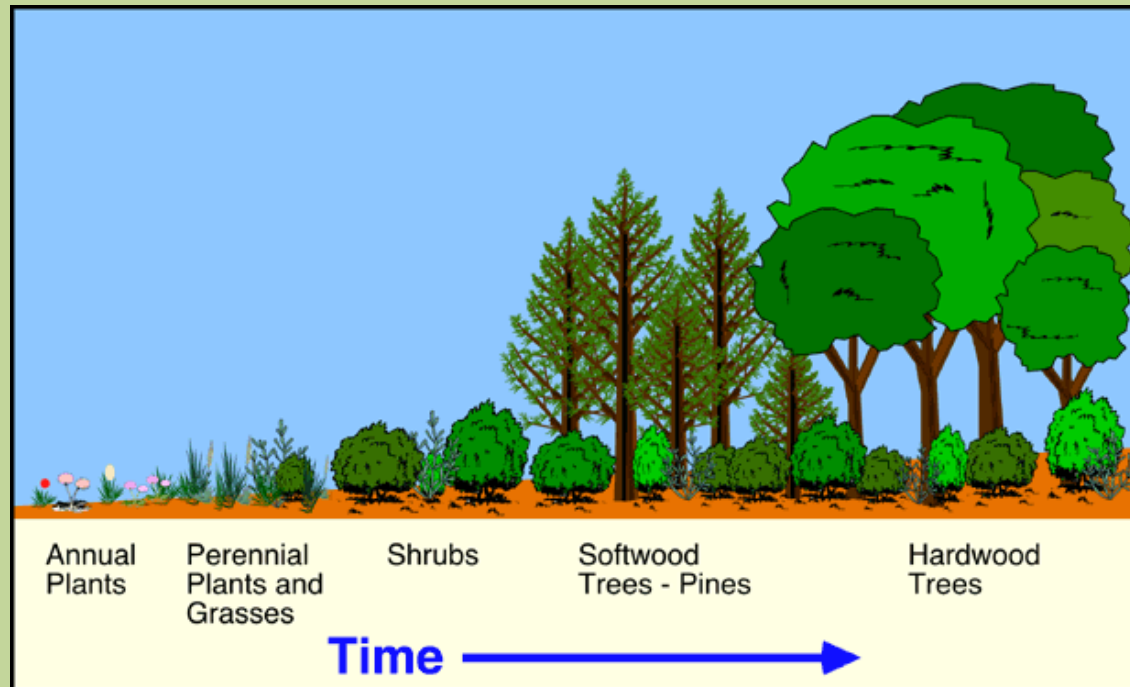 Annual
Plants
Perennial
Plants and
Grasses
Shrubs
Softwood
Trees - Pines
Hardwood
Trees
Time